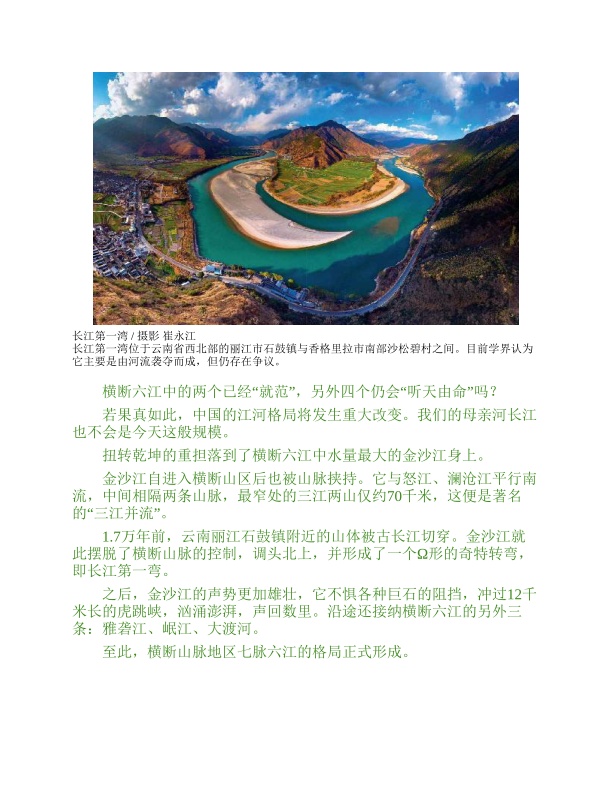 长江第一湾 / 摄影 崔永江
长江第一湾位于云南省西北部的丽江市石鼓镇与香格里拉市南部沙松碧村之间。目前学界认为
它主要是由河流袭夺而成，但仍存在争议。
横断六江中的两个已经“就范”，另外四个仍会“听天由命”吗？
若果真如此，中国的江河格局将发生重大改变。我们的母亲河长江
也不会是今天这般规模。
扭转乾坤的重担落到了横断六江中水量最大的金沙江身上。
金沙江自进入横断山区后也被山脉挟持。它与怒江、澜沧江平行南
流，中间相隔两条山脉，最窄处的三江两山仅约70千米，这便是著名
的“三江并流”。
1.7万年前，云南丽江石鼓镇附近的山体被古长江切穿。金沙江就
此摆脱了横断山脉的控制，调头北上，并形成了一个Ω形的奇特转弯，
即长江第一弯。
之后，金沙江的声势更加雄壮，它不惧各种巨石的阻挡，冲过12千
米长的虎跳峡，汹涌澎湃，声回数里。沿途还接纳横断六江的另外三
条：雅砻江、岷江、大渡河。
至此，横断山脉地区七脉六江的格局正式形成。